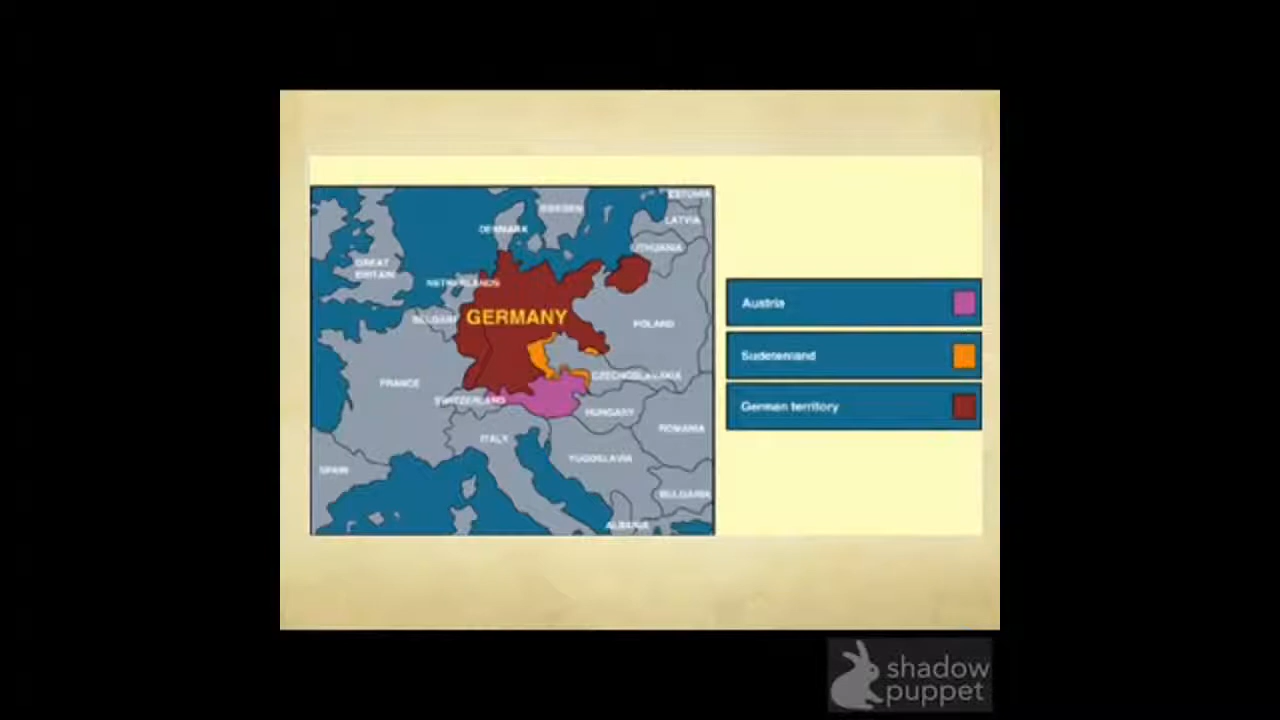 ESTONIA
SWEDEN
LATVIA
DENMARK
LITHUANIA
GREAT
BRITAIN
NETHERLANDS
BELGIUM
GERMANY
POLAND
Austria
Sudetenland
CZECHOSLAVAKIA
FRANCE
SWITZERLAND
German territory
HUNGARY
ROMANIA
ITALY
YUGOSLAVIA
SPAIN
BULGARIA
ALBANIA
shadow
puppet